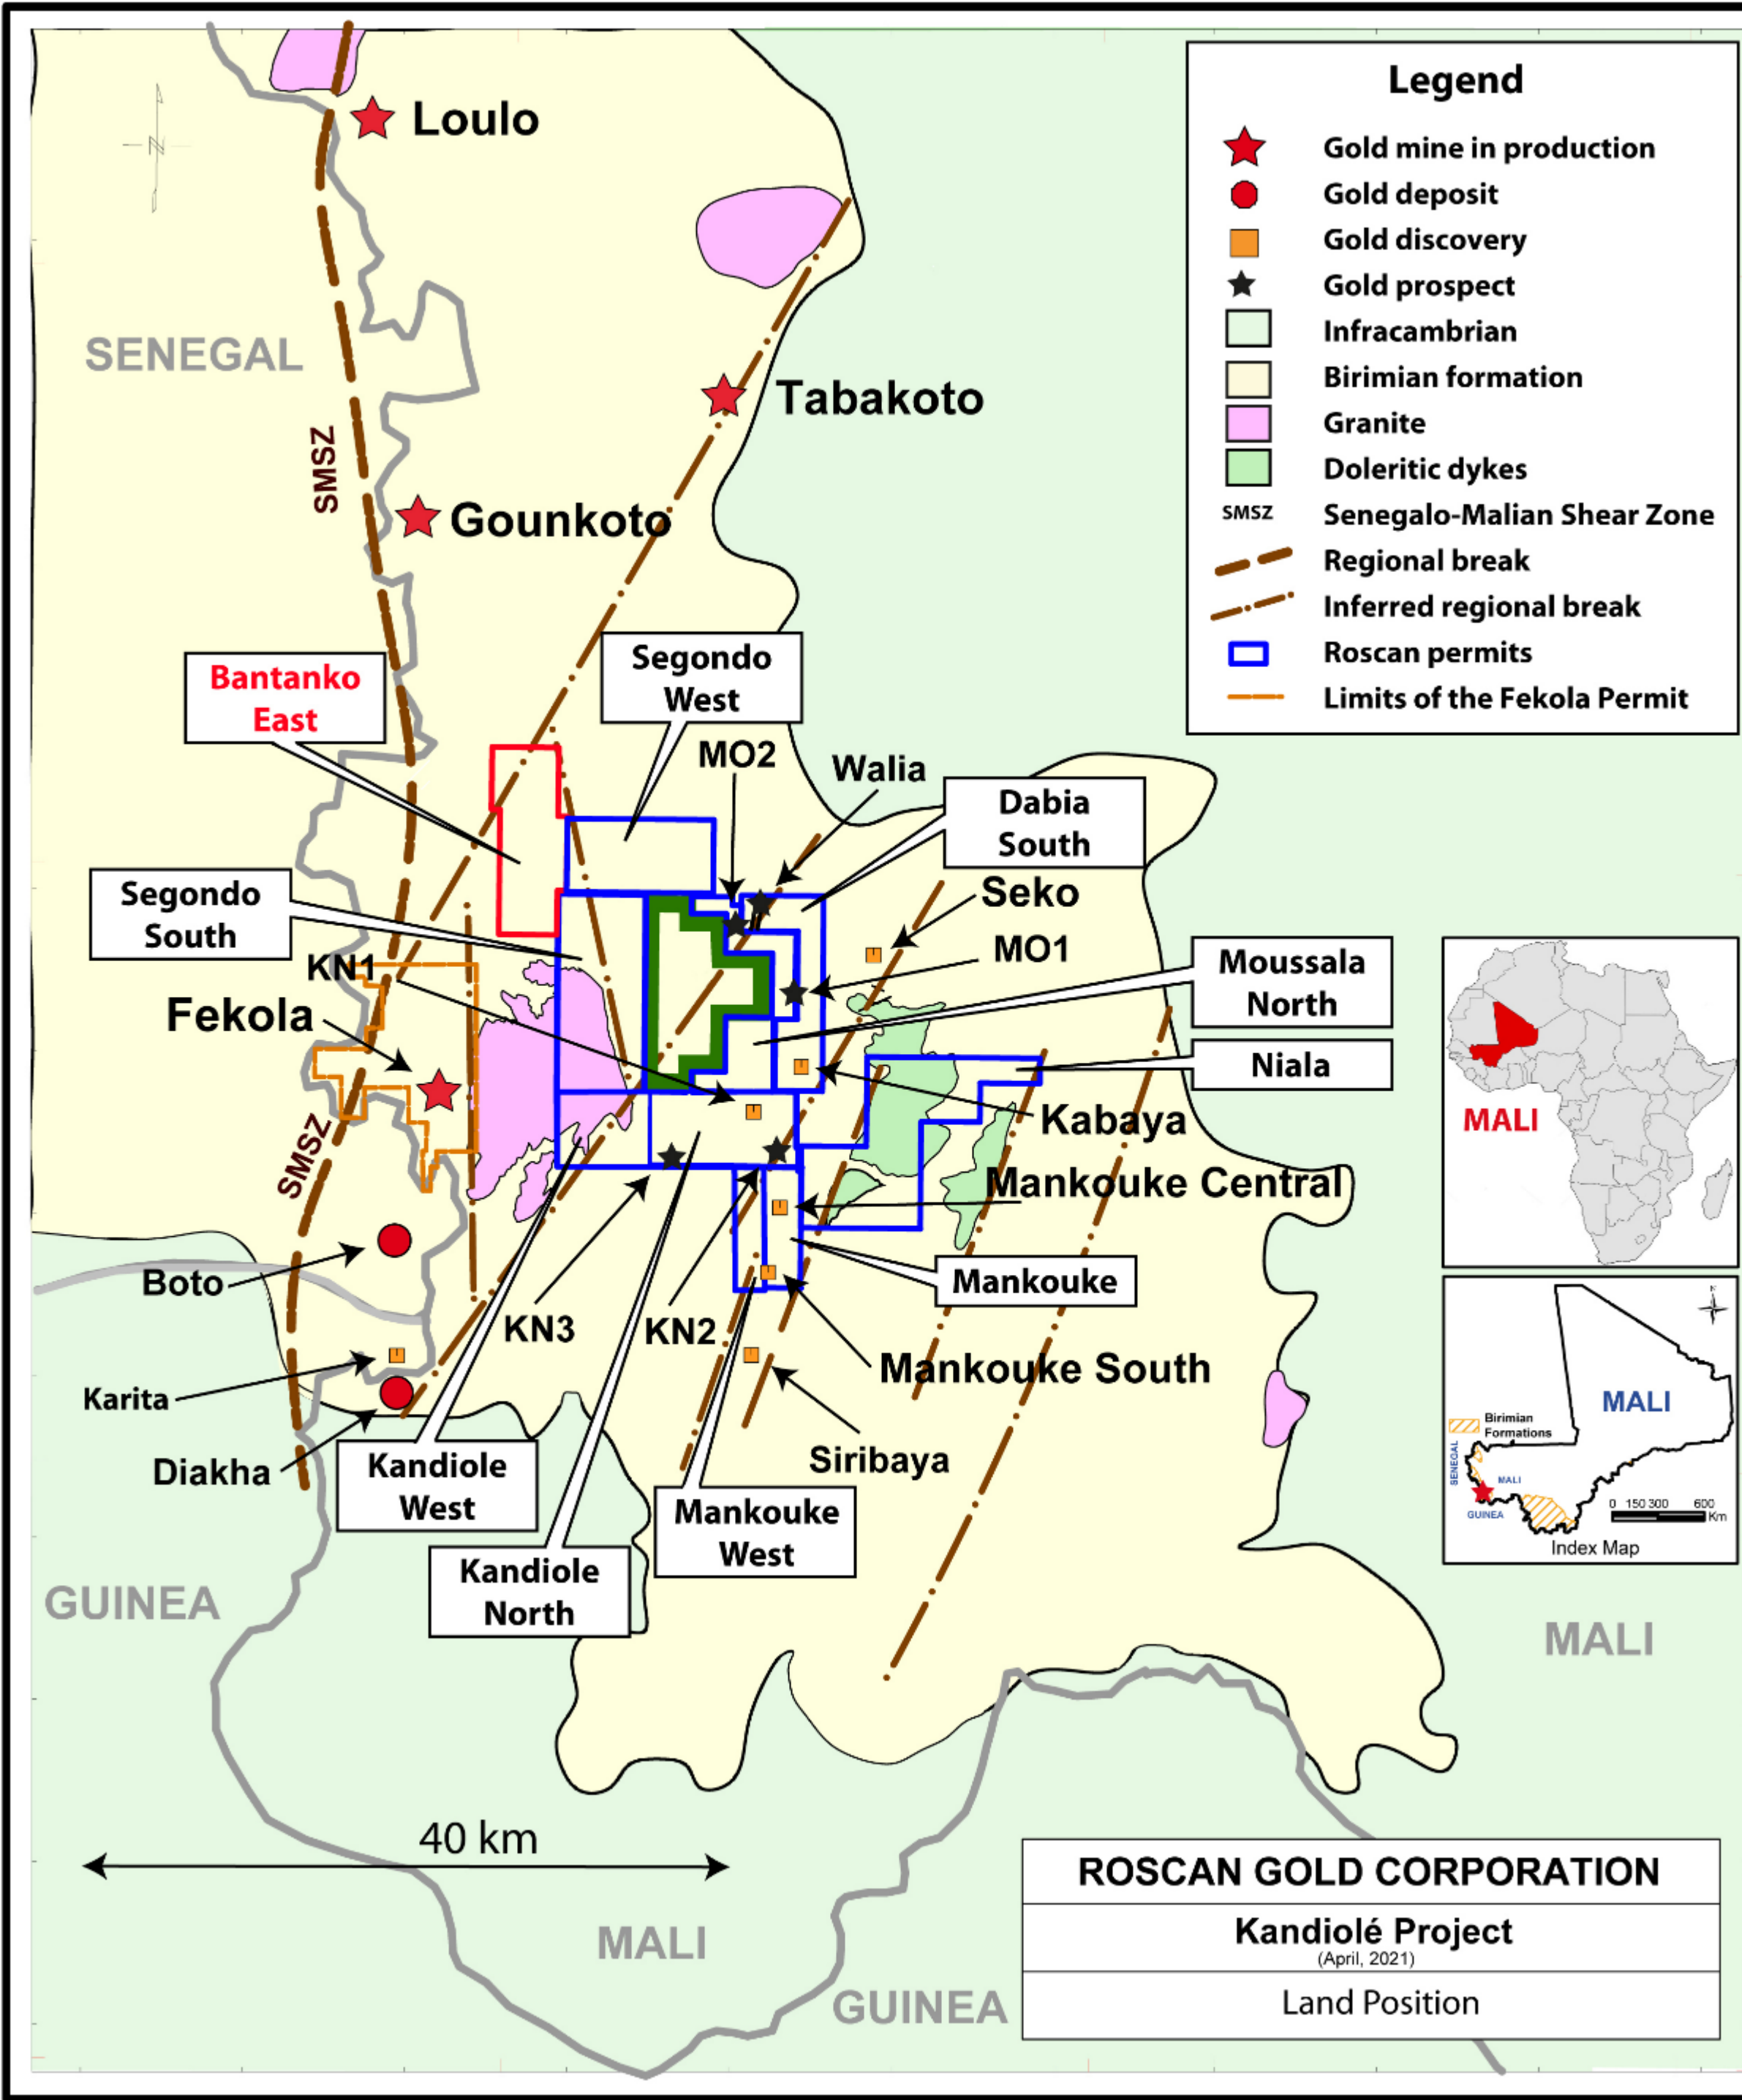 Legend
Gold mine in production
Gold deposit
Gold discovery
Gold prospect
Infracambrian
Birimian formation
Granite
Doleritic dykes
SMSZ Senegalo-Malian Shear Zone
Regional break
Inferred regional break
Roscan permits
Limits of the Fekola Permit
N
Loulo
SENEGAL
Tabakoto
SMSZ
Gounkoto
Segondo
West
Bantanko
East
MO2
Walia
Dabia
South
Segondo
South
Seko
MO1
KN1
Moussala
North
Fekola
Niala
Kabaya
SMSZ
Mankouke Central
Boto
Mankouke
KN3
KN2
Mankouke South
Karita
Siribaya
Diakha
Kandiole
West
Mankouke
West
Kandiole
North
GUINEA
MALI
40 km
MALI
GUINEA
MALI
N
MALI
Birimian
Formations
SENEGAL
MALI
GUINEA
0 150 300 600
Km
Index Map
ROSCAN GOLD CORPORATION
Kandiolé Project
(April, 2021)
Land Position